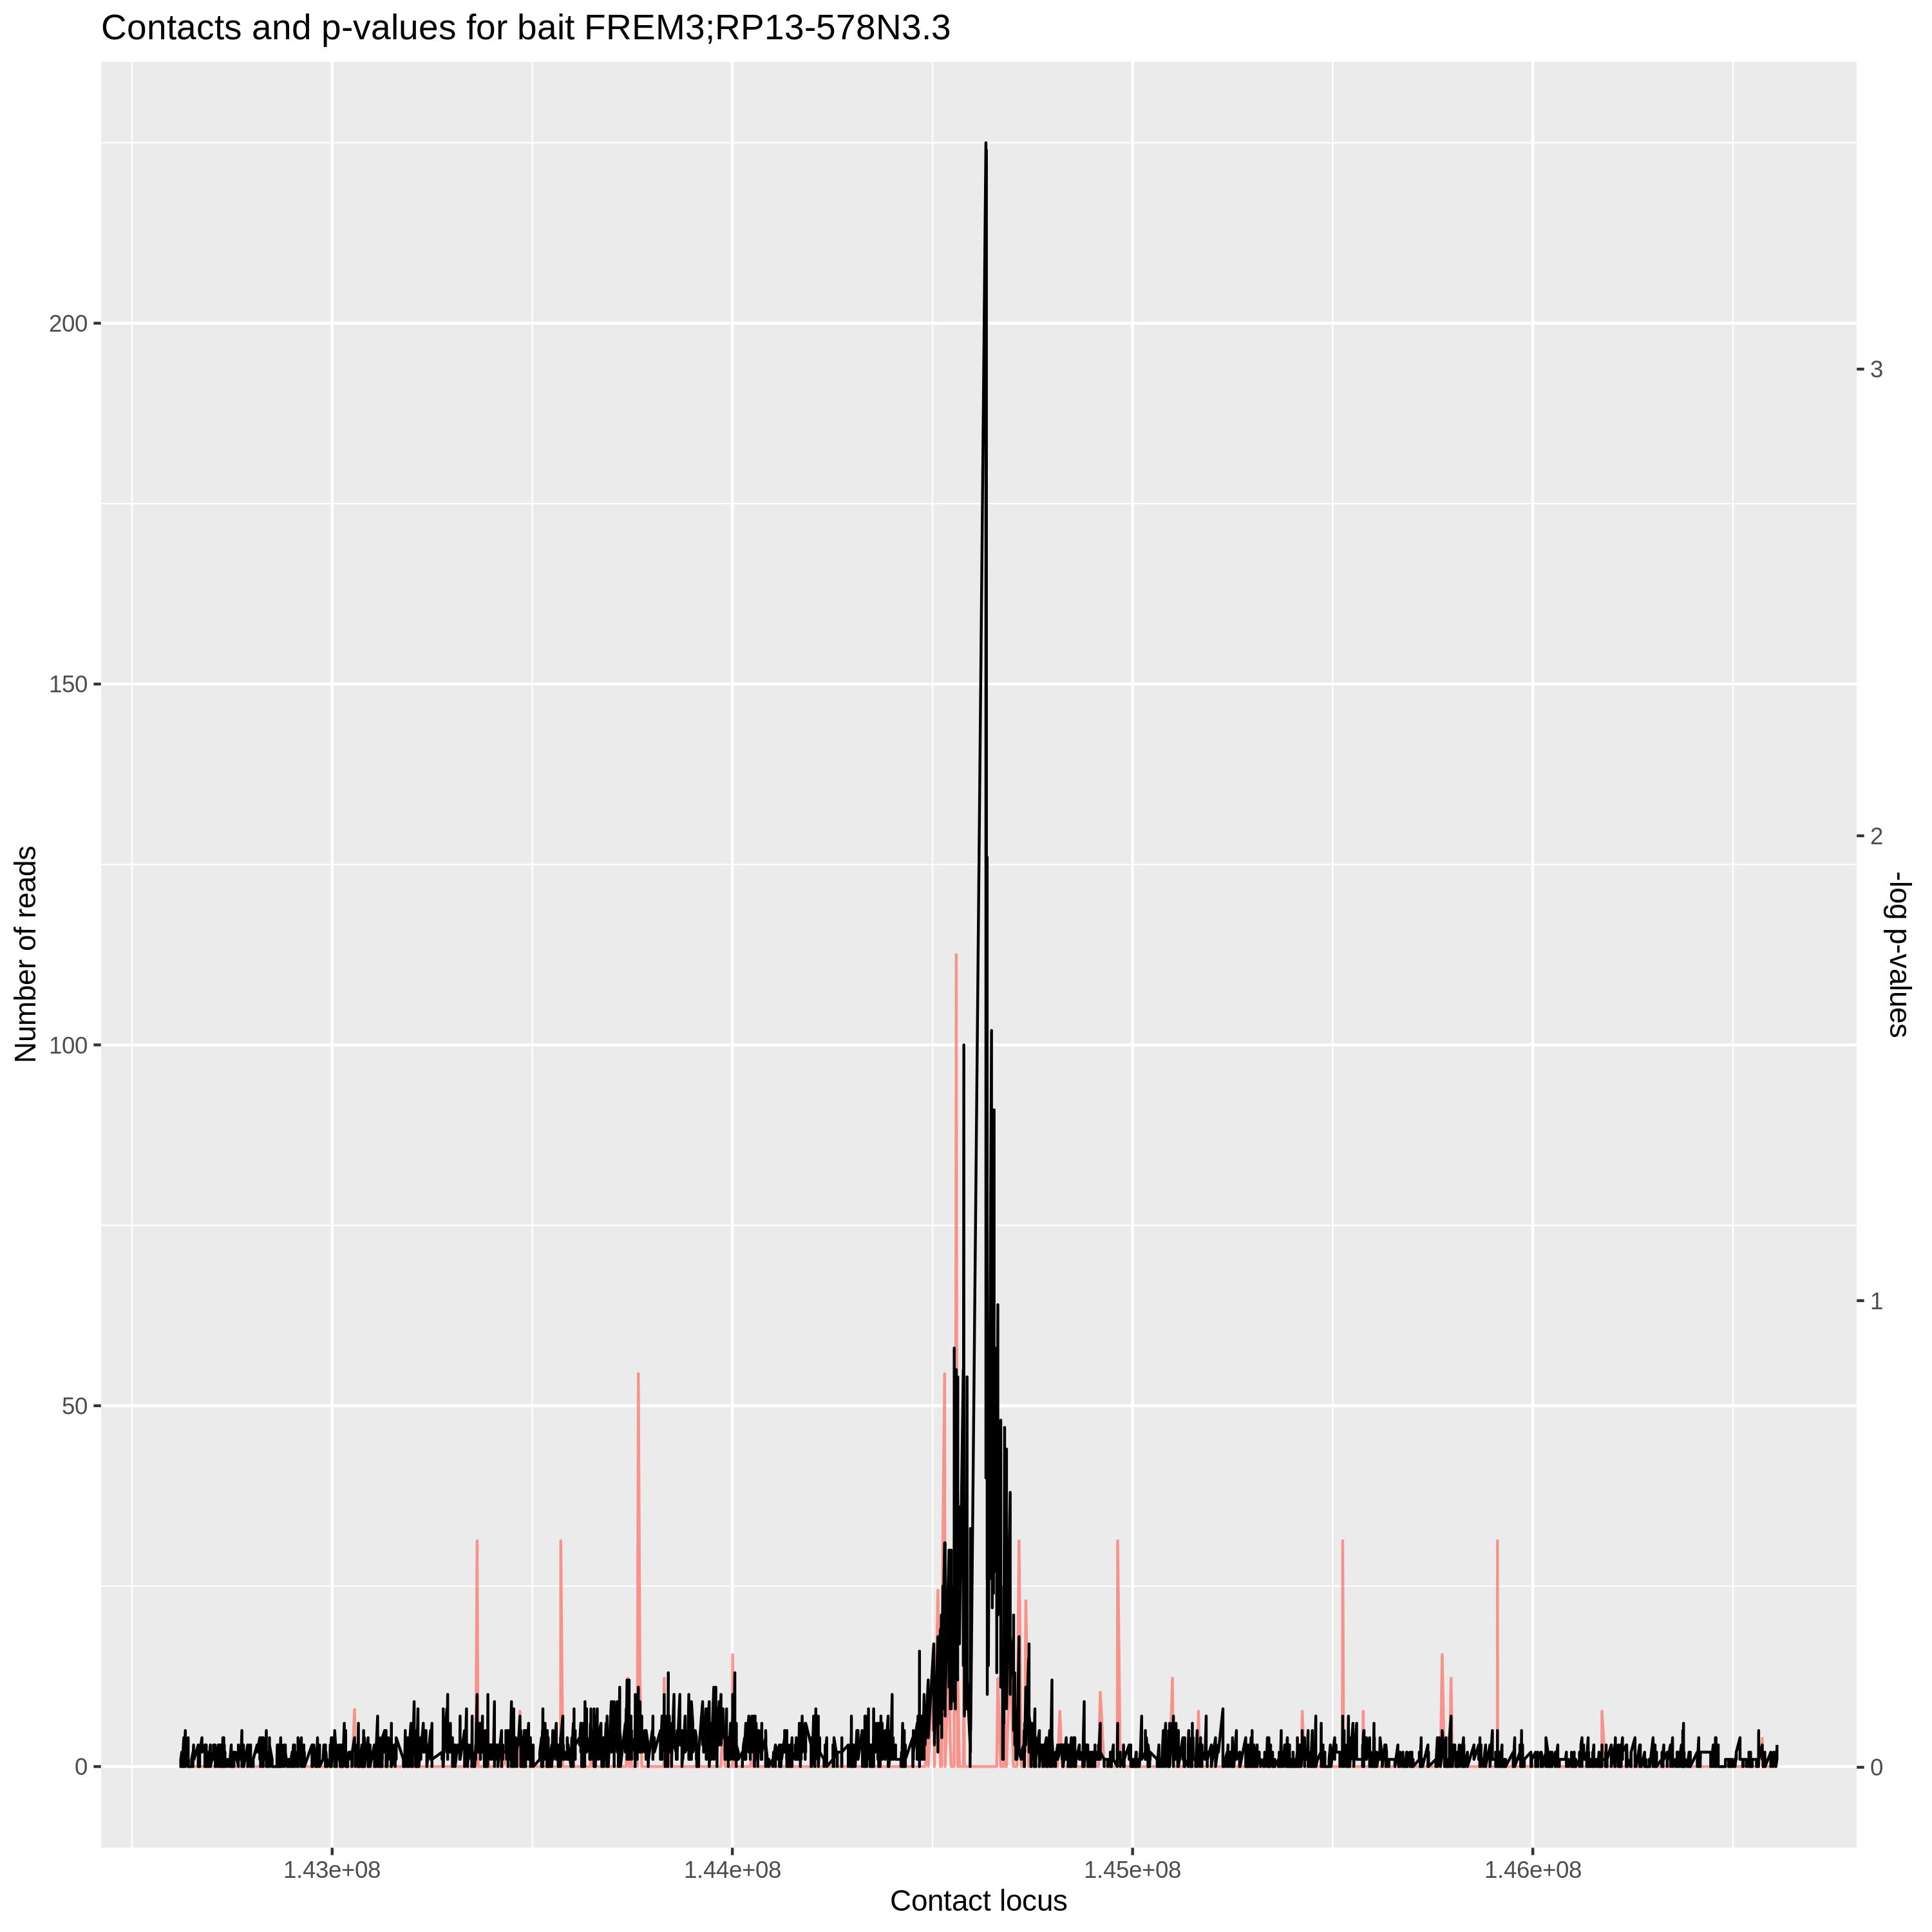 Contacts and p-values for bait FREM3;RP13-578N3.3
Number of reads
200
150
100
50
0
3
2
1
0
-log p-values
1.43e+08 1.44e+08 1.45e+08 1.46e+08
Contact locus